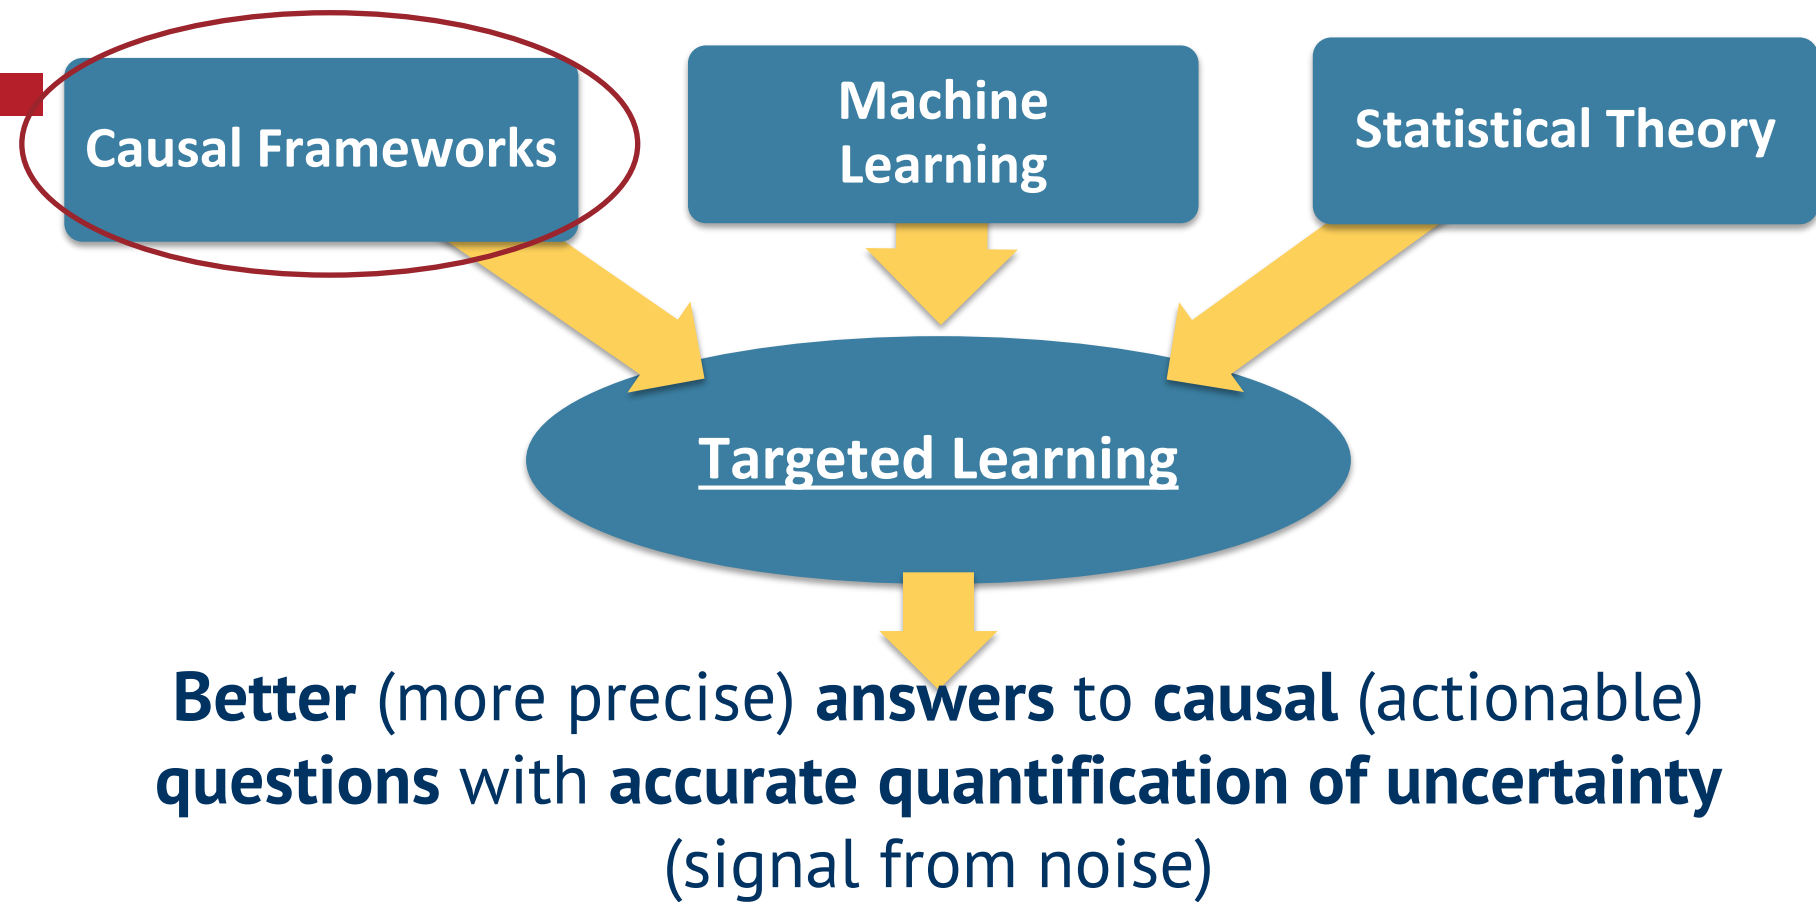 Causal Frameworks
Machine
Learning
Statistical Theory
Targeted Learning
Better (more precise) answers to causal (actionable)
questions with accurate quantification of uncertainty
(signal from noise)